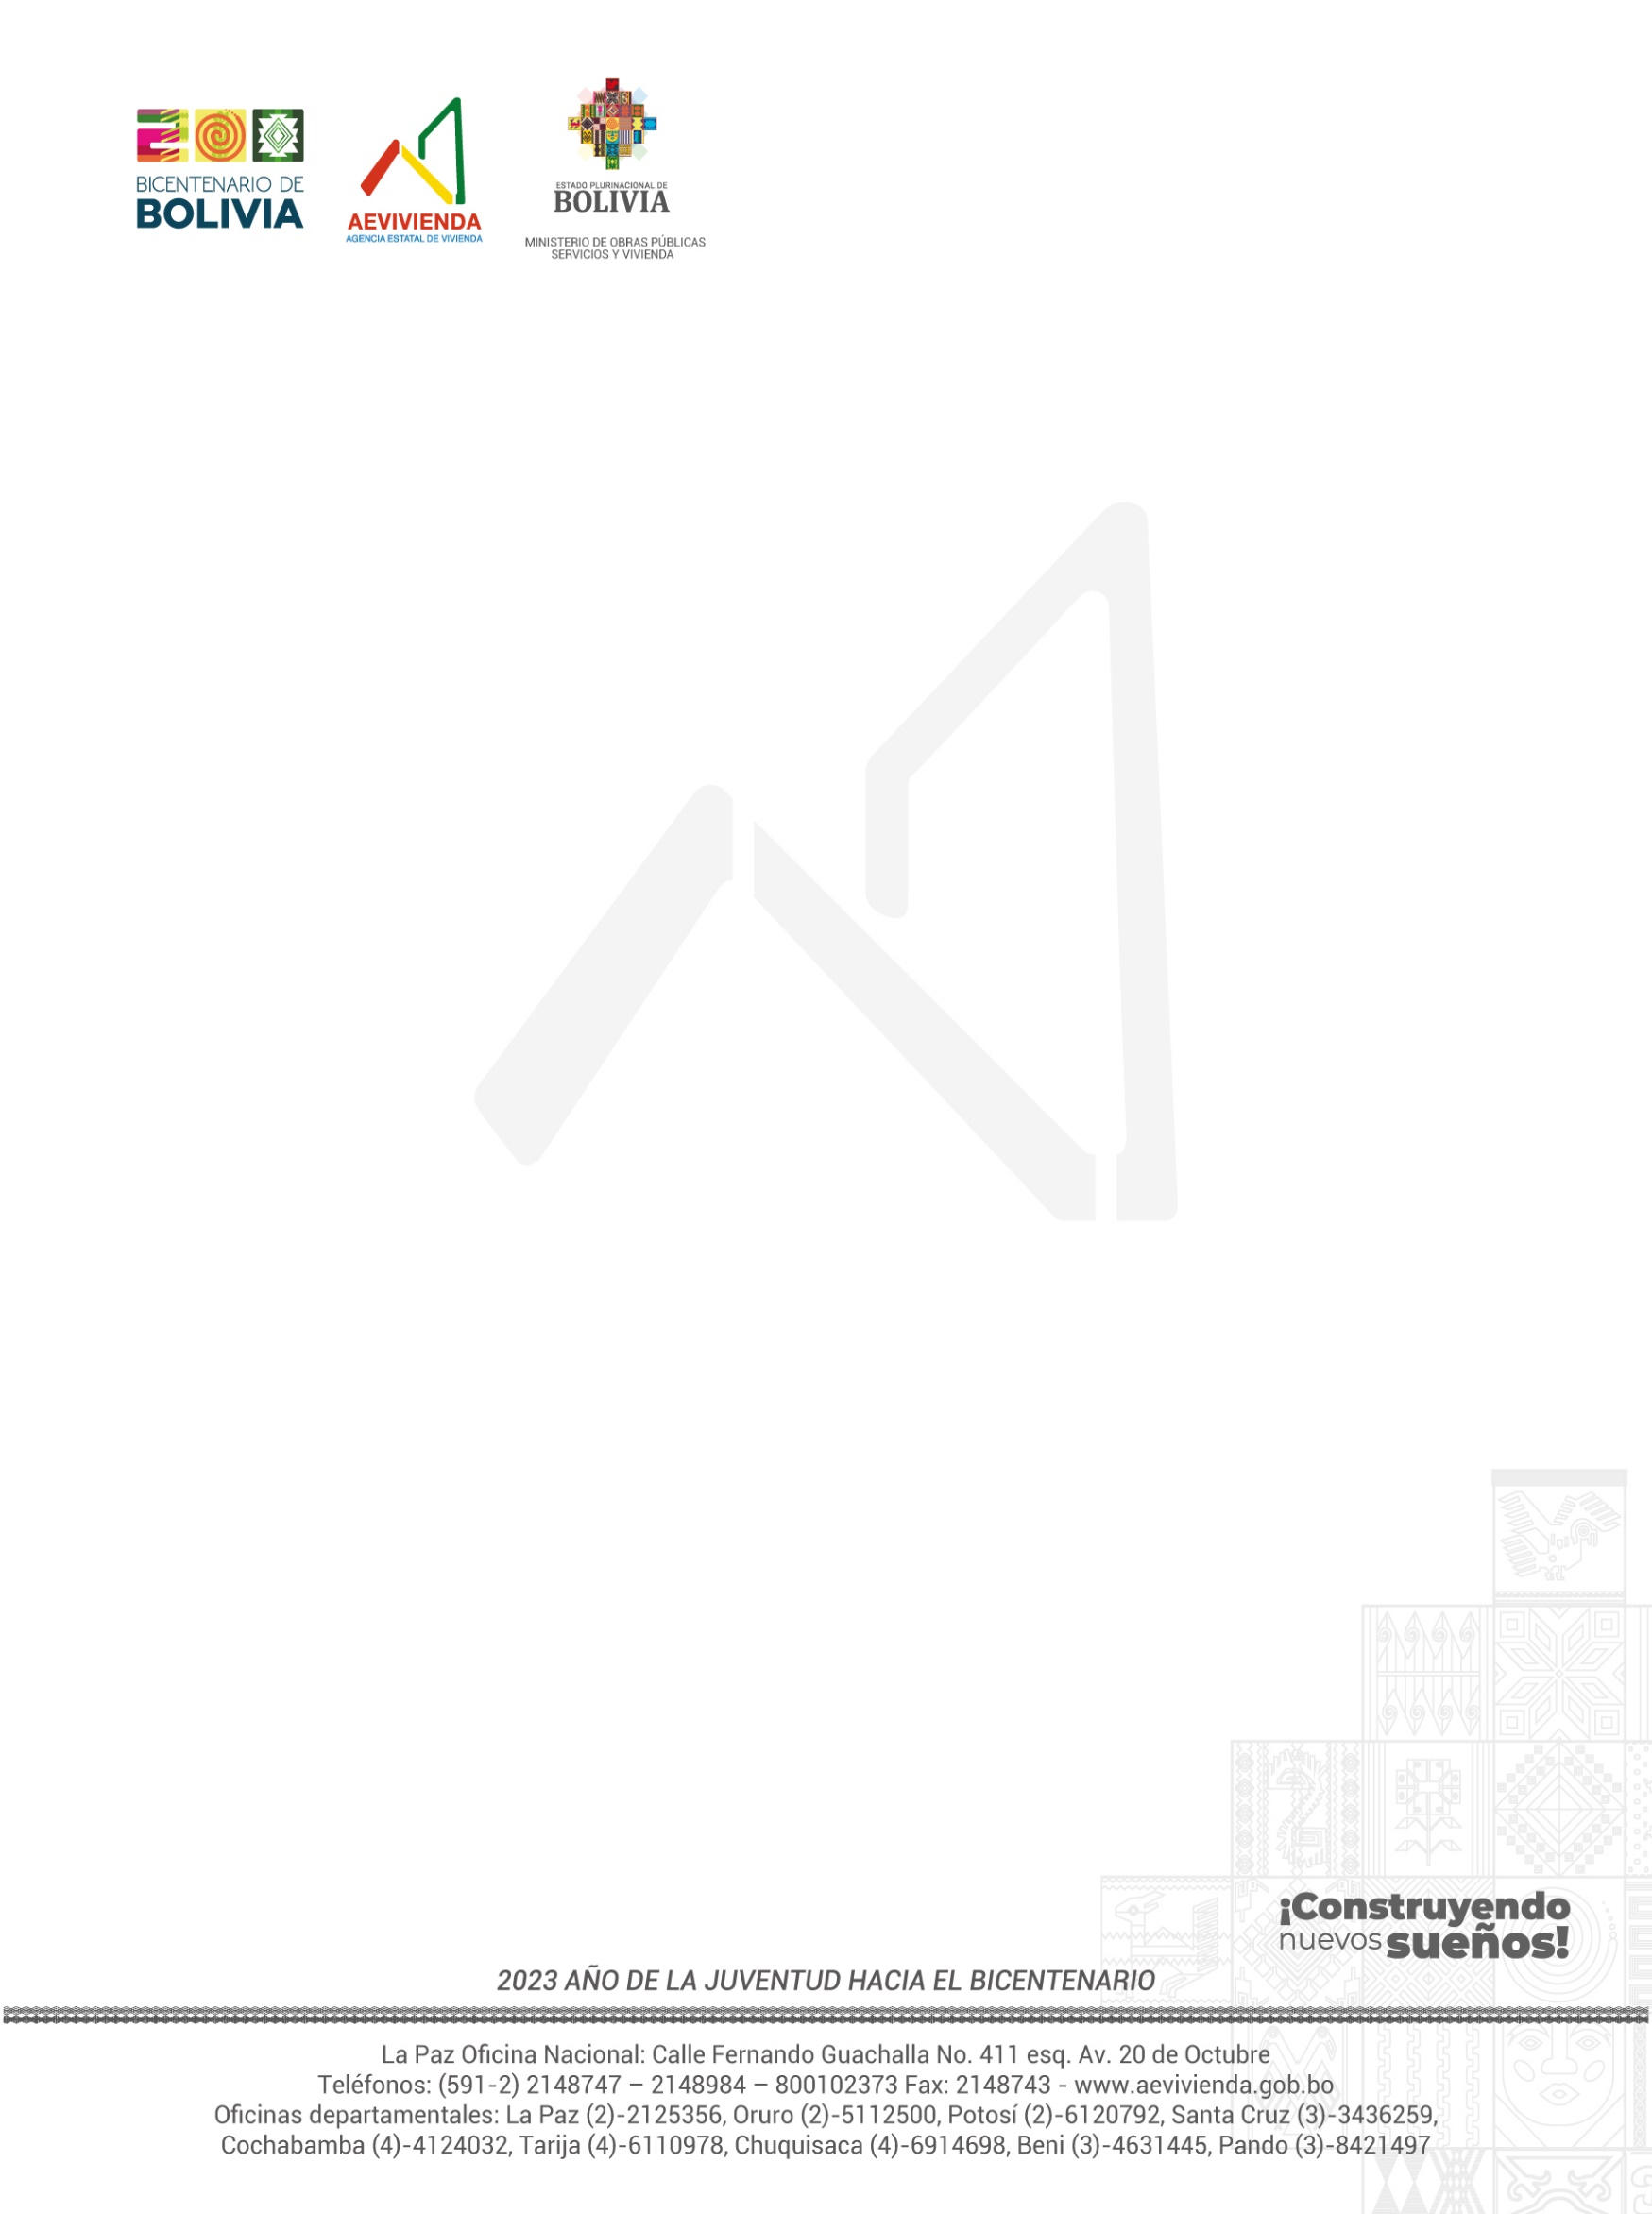 BICENTENARIO DE
BOLIVIA
AEVIVIENDA
AGENCIA ESTATAL DE VIVIENDA
ESTADO PLURINACIONAL DE
BOLIVIA
MINISTERIO DE OBRAS PÚBLICAS
SERVICIOS Y VIVIENDA
¡Construyendo
nuevos sueños!
2023 AÑO DE LA JUVENTUD HACIA EL BICENTENARIO
La Paz Oficina Nacional: Calle Fernando Guachalla No. 411 esq. Av. 20 de Octubre
Teléfonos: (591-2) 2148747 – 2148984 – 800102373 Fax: 2148743 - www.aevivienda.gob.bo
Oficinas departamentales: La Paz (2)-2125356, Oruro (2)-5112500, Potosí (2)-6120792, Santa Cruz (3)-3436259,
Cochabamba (4)-4124032, Tarija (4)-6110978, Chuquisaca (4)-6914698, Beni (3)-4631445, Pando (3)-8421497